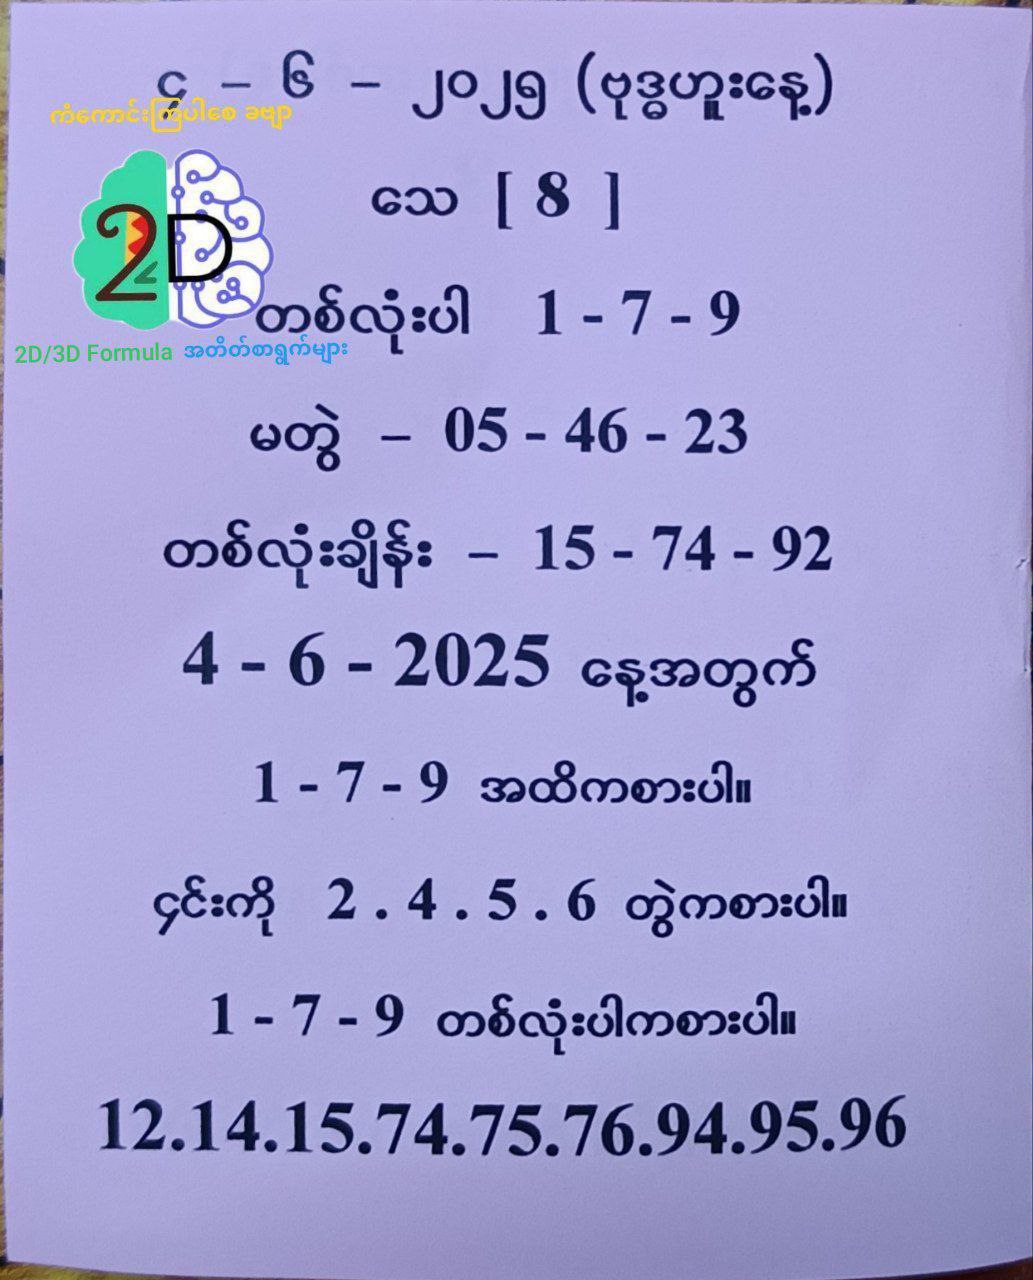 ၄ – ၆ – ၂၀၂၅ (ဗုဒ္ဓဟူးနေ့)
ကံကောင်းကြပါစေ ခဗျာ
သေ [ 8 ]
2D
တစ်လုံးပါ 1 - 7 - 9
2D/3D Formula အတိတ်စာရွက်များ
မတွဲ – 05 - 46 - 23
တစ်လုံးချိန်း – 15 - 74 - 92
4 - 6 - 2025 နေ့အတွက်
1 - 7 - 9 အထိကစားပါ။
၄င်းကို 2 . 4 . 5 . 6 တွဲကစားပါ။
1 - 7 - 9 တစ်လုံးပါကစားပါ။
12.14.15.74.75.76.94.95.96